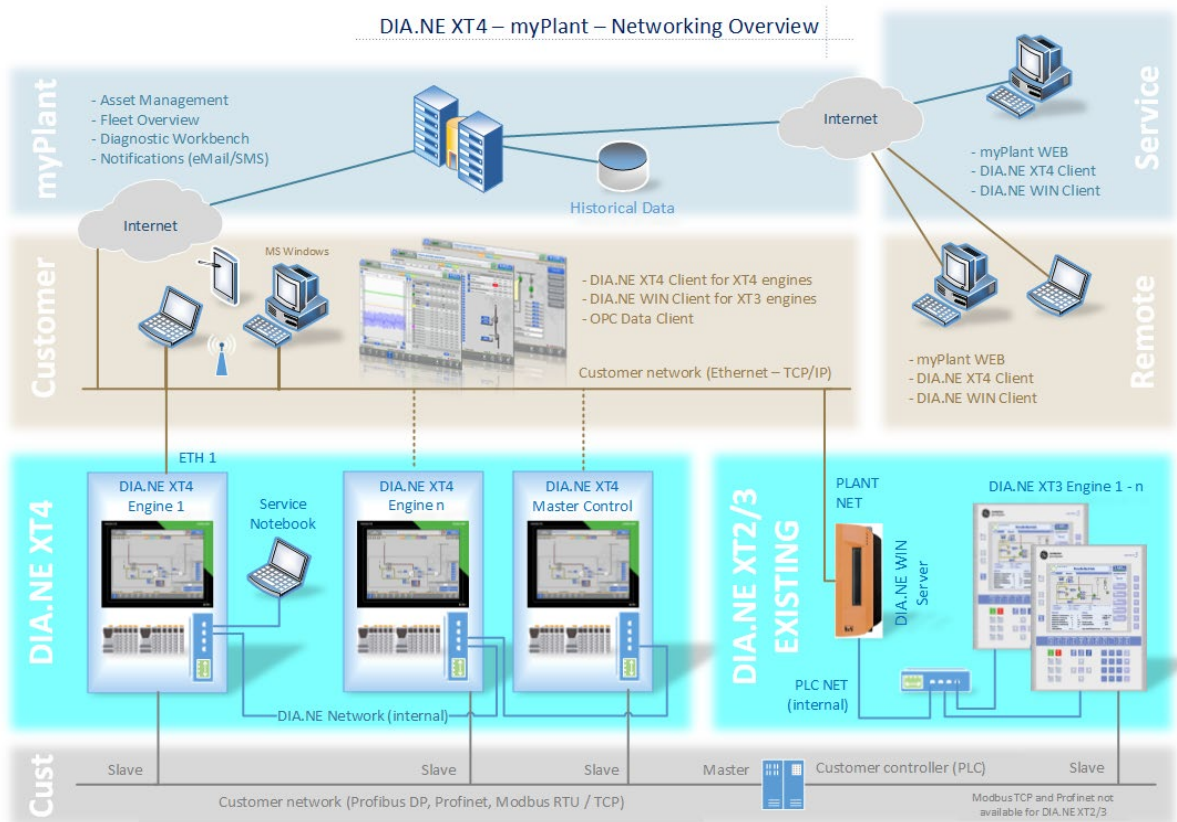 DIA.NE XT4 – myPlant – Networking Overview
myPlant
- Asset Management
- Fleet Overview
- Diagnostic Workbench
- Notifications (eMail/SMS)
Internet
Historical Data
Internet
Service
- myPlant WEB
- DIA.NE XT4 Client
- DIA.NE WIN Client
Customer
MS Windows
- DIA.NE XT4 Client for XT4 engines
- DIA.NE WIN Client for XT3 engines
- OPC Data Client
Customer network (Ethernet – TCP/IP)
Remote
- myPlant WEB
- DIA.NE XT4 Client
- DIA.NE WIN Client
DIA.NE XT4
ETH 1
DIA.NE XT4
Engine 1
Service
Notebook
DIA.NE XT4
Engine n
DIA.NE XT4
Master Control
DIA.NE Network (internal)
DIA.NE XT2/3
EXISTING
PLANT
NET
DIA.NE WIN
Server
DIA.NE XT3 Engine 1 - n
PLC NET
(internal)
Cust
Slave
Slave
Slave
Master
Customer controller (PLC)
Slave
Customer network (Profibus DP, Profinet, Modbus RTU / TCP)
Modbus TCP and Profinet not
available for DIA.NE XT2/3